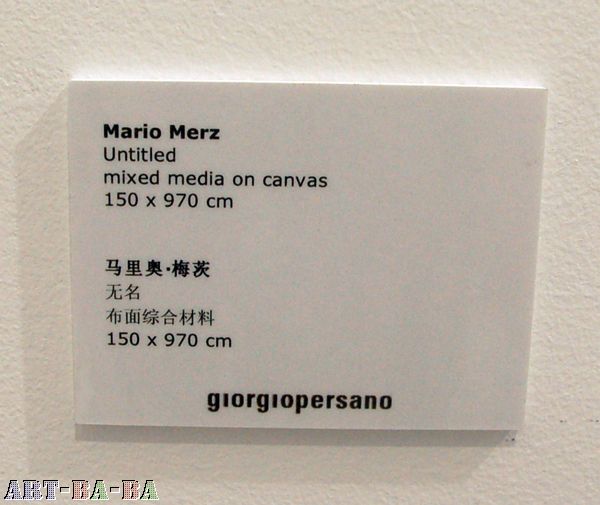 Mario Merz
Untitled
mixed media on canvas
150 x 970 cm
马里奥·梅茨
无名
布面综合材料
150 x 970 cm
giorgiopersano
ART-BA-BA